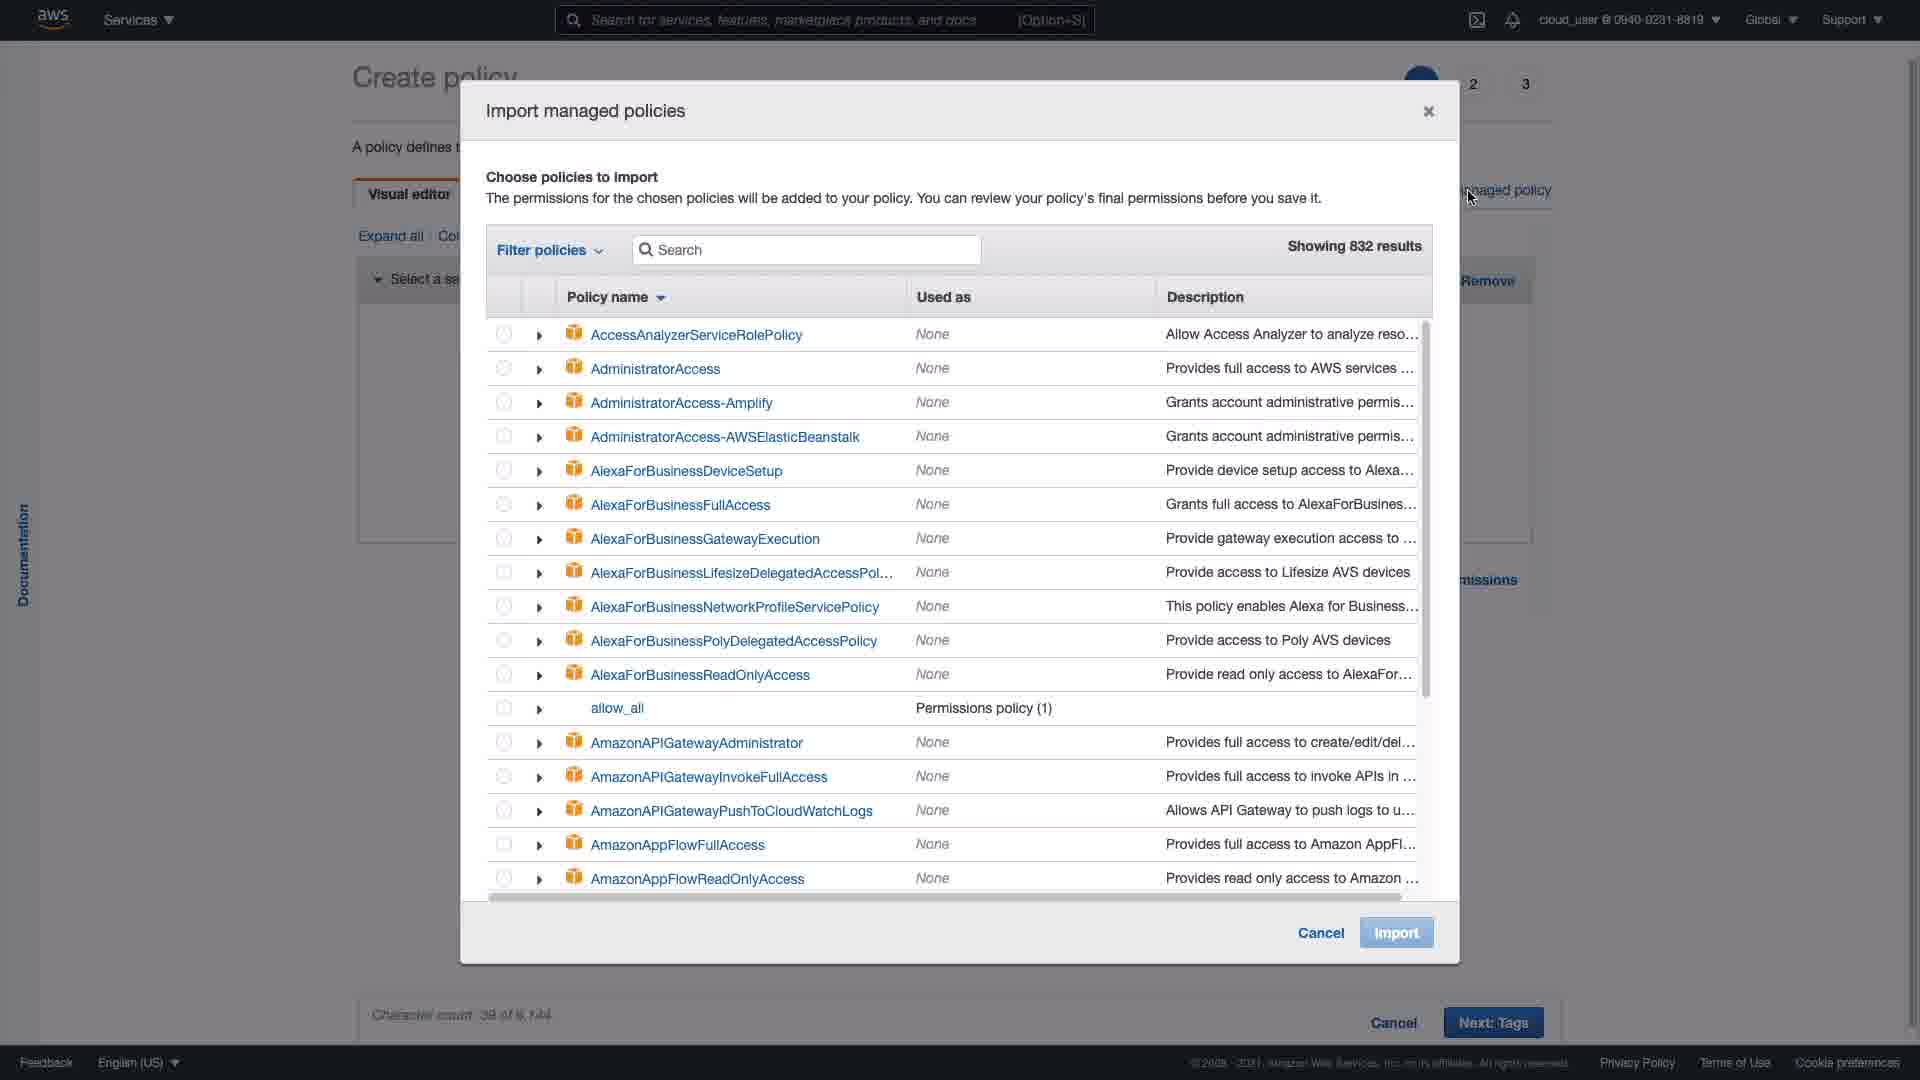 aws
Services
Search for services, features, marketplace products, and docs
[Option+S]
cloud_user @ 0940-0231-6819
Global
Support
Create policy
2
3
Import managed policies
A policy defines
Choose policies to import
The permissions for the chosen policies will be added to your policy. You can review your policy's final permissions before you save it.
Visual editor
managed policy
Expand all
Col
Filter policies
Search
Showing 832 results
Select a se
Remove
Policy name
Used as
Description
AccessAnalyzerServiceRolePolicy None Allow Access Analyzer to analyze reso...
AdministratorAccess None Provides full access to AWS services ...
AdministratorAccess-Amplify None Grants account administrative permis...
AdministratorAccess-AWSElasticBeanstalk None Grants account administrative permis...
AlexaForBusinessDeviceSetup None Provide device setup access to Alexa...
AlexaForBusinessFullAccess None Grants full access to AlexaForBusines...
AlexaForBusinessGatewayExecution None Provide gateway execution access to ...
AlexaForBusinessLifesizeDelegatedAccessPol... None Provide access to Lifesize AVS devices
missions
AlexaForBusinessNetworkProfileServicePolicy None This policy enables Alexa for Business...
AlexaForBusinessPolyDelegatedAccessPolicy None Provide access to Poly AVS devices
AlexaForBusinessReadOnlyAccess None Provide read only access to AlexaFor...
allow_all Permissions policy (1)
AmazonAPIGatewayAdministrator None Provides full access to create/edit/del...
AmazonAPIGatewayInvokeFullAccess None Provides full access to invoke APIs in ...
AmazonAPIGatewayPushToCloudWatchLogs None Allows API Gateway to push logs to u...
AmazonAppFlowFullAccess None Provides full access to Amazon AppFl...
AmazonAppFlowReadOnlyAccess None Provides read only access to Amazon ...
Documentation
Cancel
Import
Character count: 39 of 6,144
Cancel
Next: Tags
Feedback
English (US)
© 2008 - 2021, Amazon Web Services, Inc. or its affiliates. All rights reserved.
Privacy Policy
Terms of Use
Cookie preferences